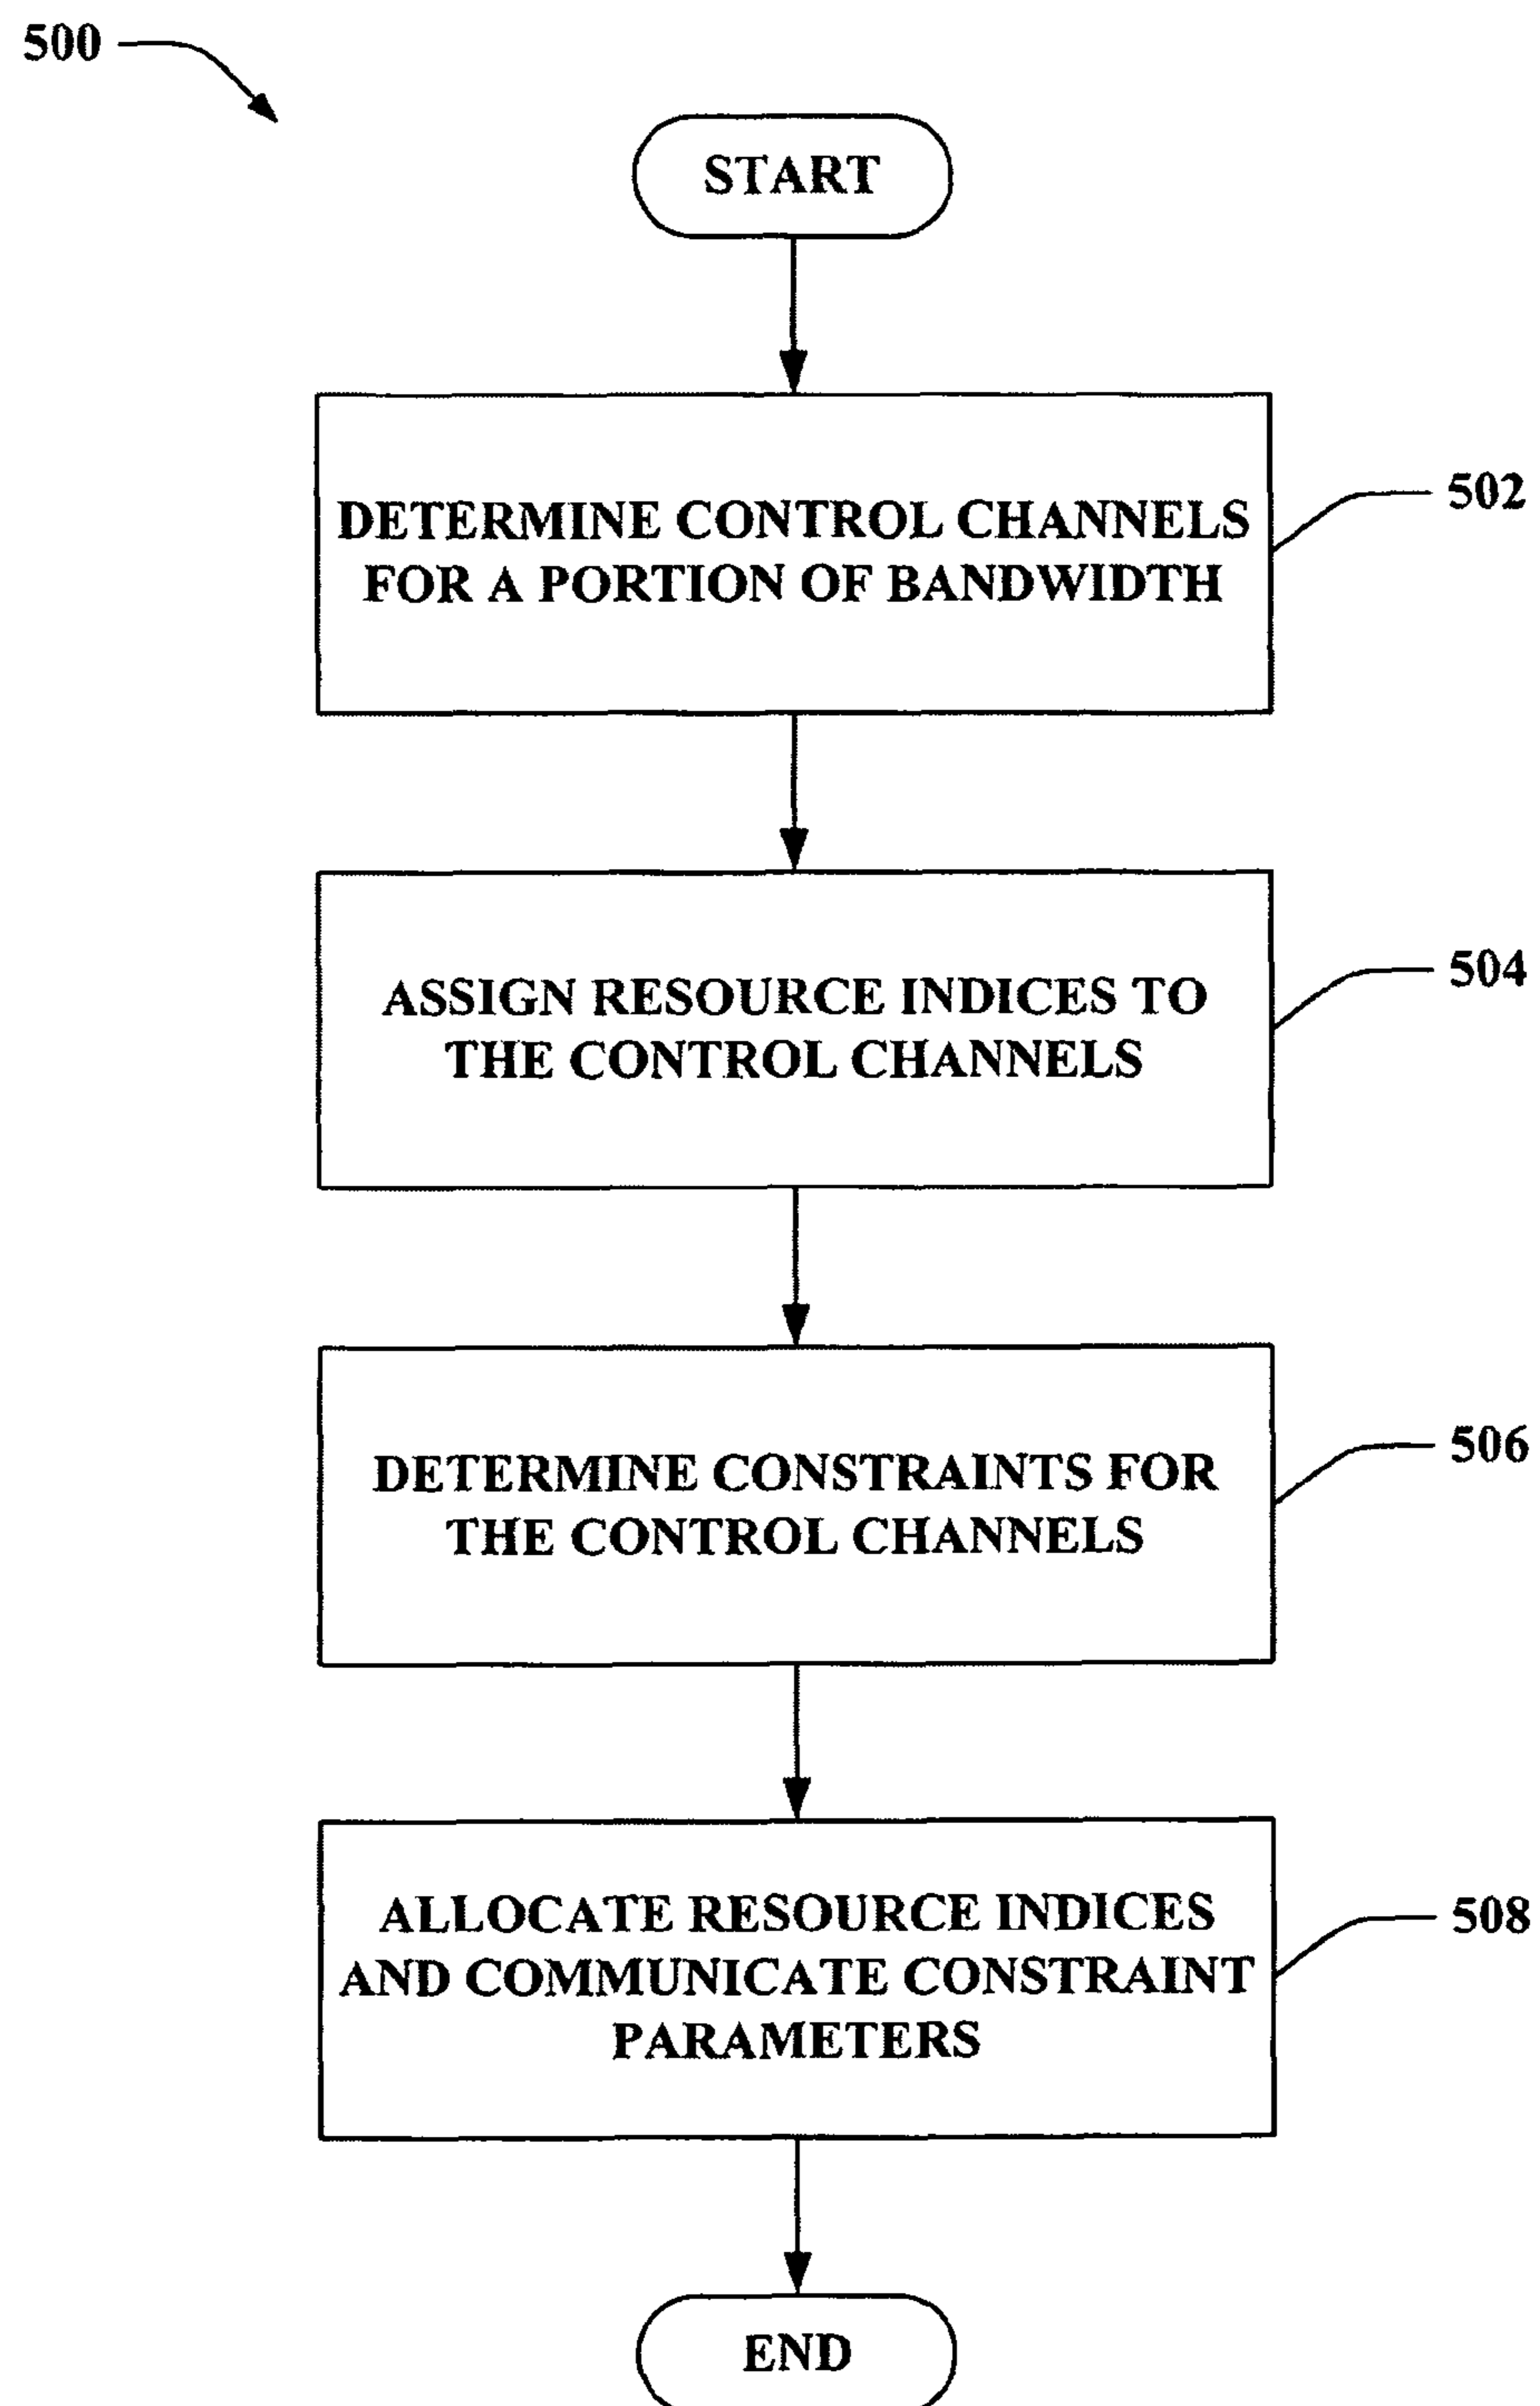 500
START
DETERMINE CONTROL CHANNELS
FOR A PORTION OF BANDWIDTH
502
ASSIGN RESOURCE INDICES TO
THE CONTROL CHANNELS
504
DETERMINE CONSTRAINTS FOR
THE CONTROL CHANNELS
506
ALLOCATE RESOURCE INDICES
AND COMMUNICATE CONSTRAINT
PARAMETERS
508
END